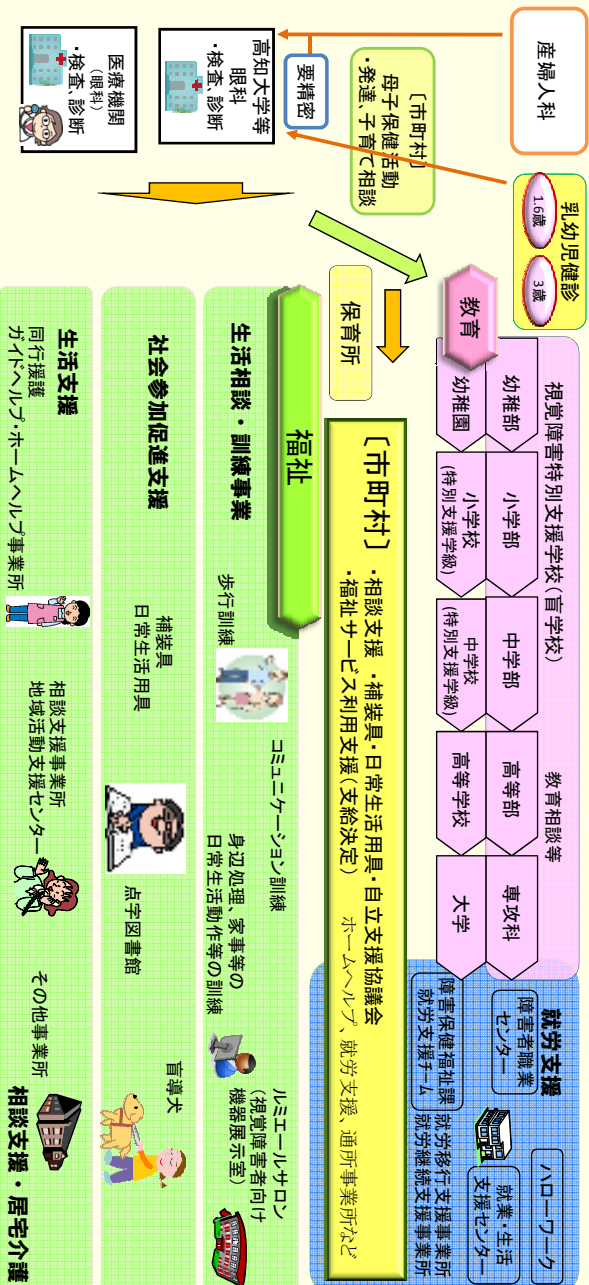 産婦人科
乳幼児健診
1.6歳
3歳
〔市町村〕
母子保健活動
・発達、子育て相談
要精密
高知大学等
眼科
・検査、診断
医療機関
（眼科）
・検査、診断
教育
視覚障害特別支援学校（盲学校）
教育相談等
幼稚部
小学部
中学部
高等部
専攻科
幼稚園
小学校
(特別支援学級)
中学校
(特別支援学級)
高等学校
大学
保育所
就労支援
ハローワーク
障害者職業
センター
就業・生活
支援センター
障害保健福祉課
就労支援チーム
就労移行支援事業所
就労継続支援事業所
〔市町村〕
・相談支援 ・補装具・日常生活用具・自立支援協議会
・福祉サービス利用支援（支給決定） ホームヘルプ、就労支援、通所事業所など
福祉
生活相談・訓練事業
歩行訓練
コミュニケーション訓練
身辺処理、家事等の
日常生活動作等の訓練
ルミエールサロン
（視覚障害者向け
機器展示室）
社会参加促進支援
補装具
日常生活用具
点字図書館
盲導犬
生活支援
同行援護
ガイドヘルプ・ホームヘルプ事業所
相談支援事業所
地域活動支援センター
その他事業所
相談支援・居宅介護